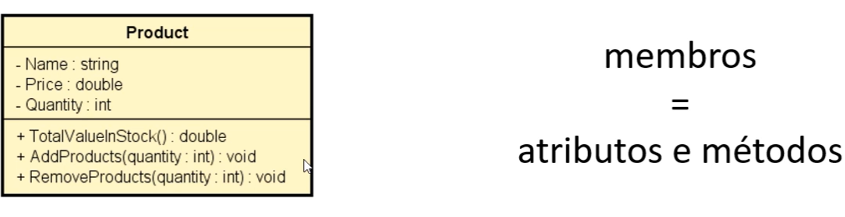 Product
- Name : string
- Price : double
- Quantity : int
+ TotalValueInStock() : double
+ AddProducts(quantity : int) : void
+ RemoveProducts(quantity : int) : void
membros
=
atributos e métodos